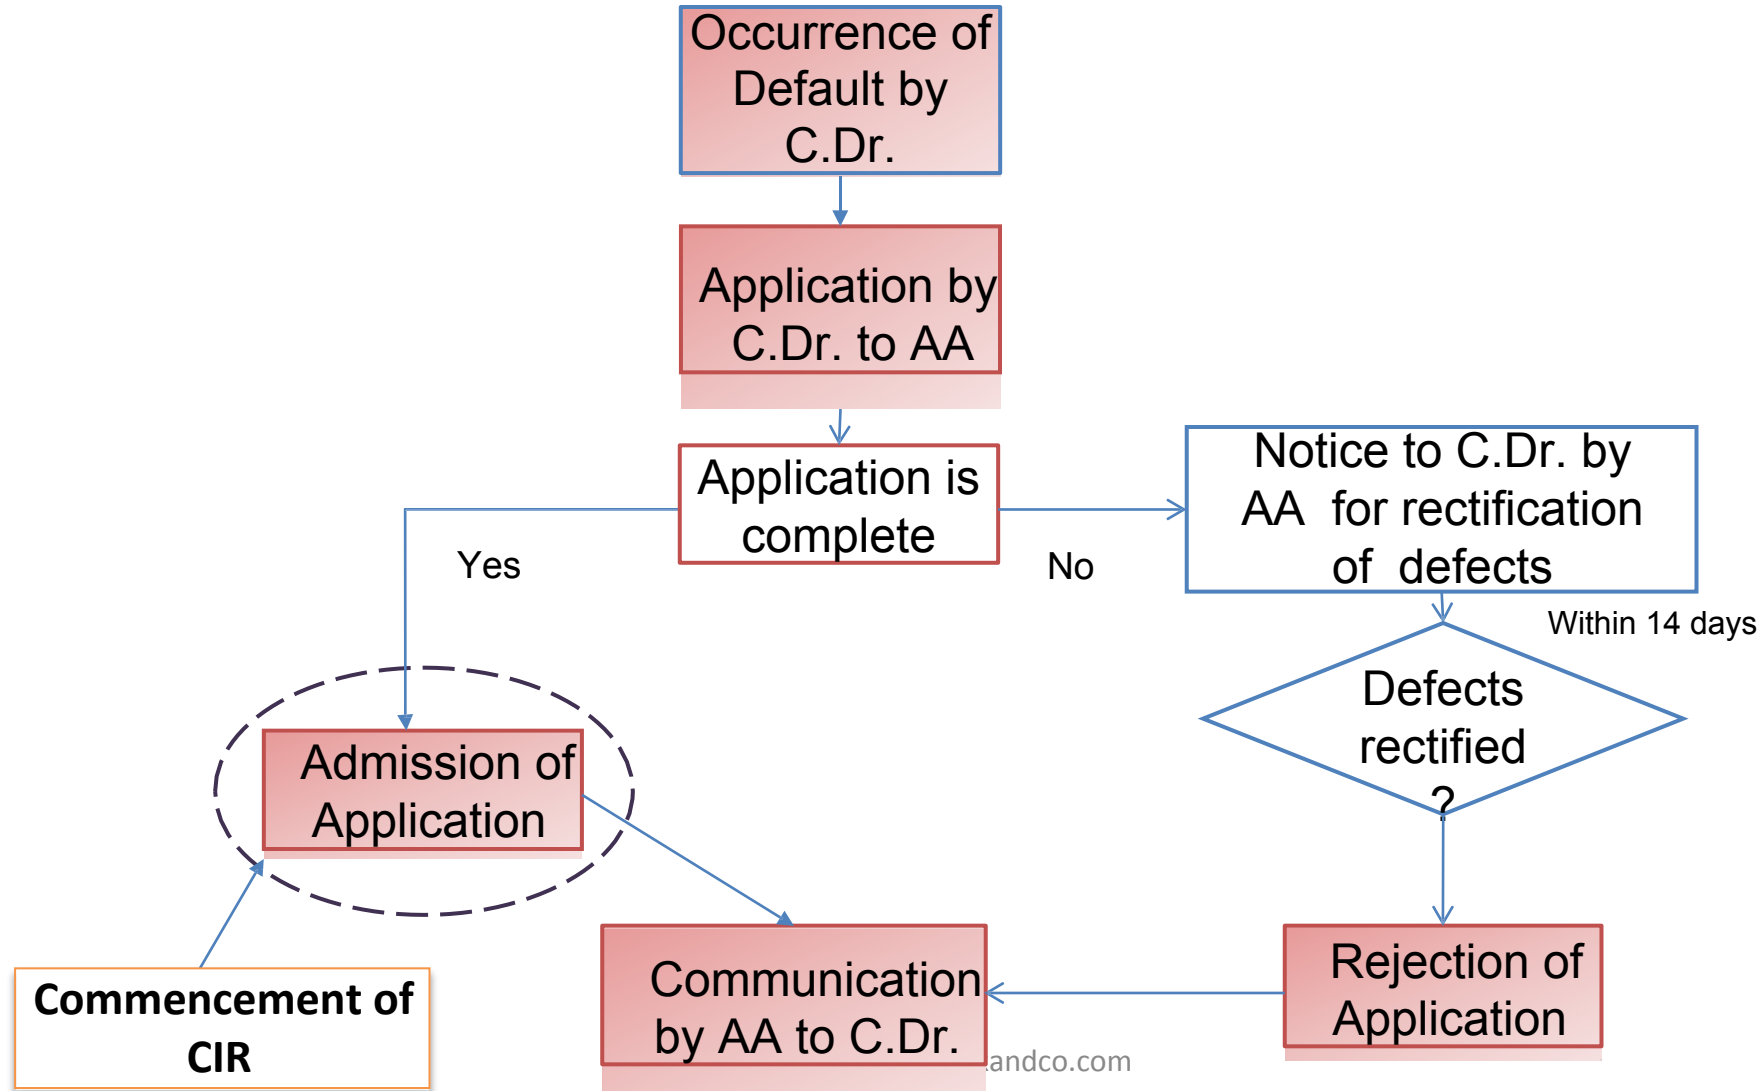 Occurrence of
Default by
C.Dr.
Application by
C.Dr. to AA
Application is
complete
Notice to C.Dr. by
AA for rectification
of defects
Yes
No
Within 14 days
Defects
rectified
?
Admission of
Application
Commencement of
CIR
Communication
by AA to C.Dr.
Rejection of
Application
andco.com